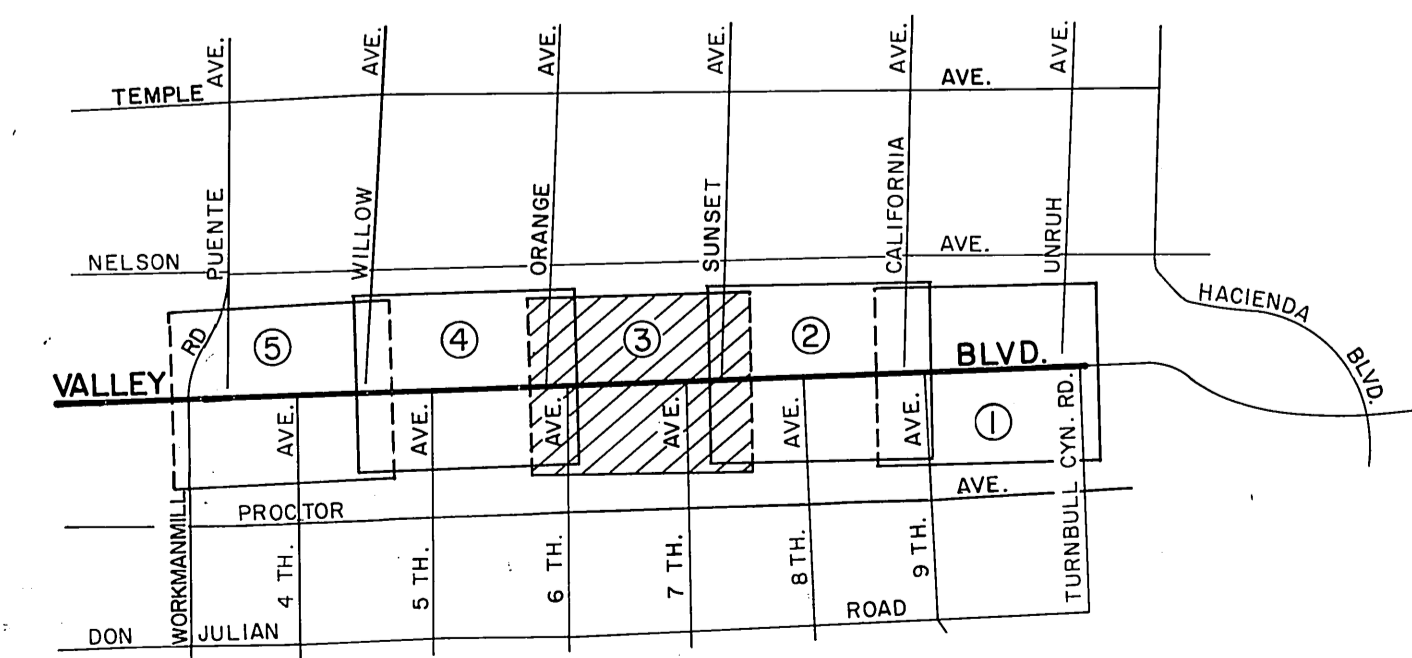 TEMPLE AVE.
PUENTE AVE.
WILLOW AVE.
ORANGE AVE.
SUNSET AVE.
CALIFORNIA AVE.
UNRUH AVE.
NELSON AVE.
HACIENDA BLVD.
RD
5
4
3
2
1
VALLEY BLVD.
WORKMANMILL
4 TH. AVE.
5 TH. AVE.
6 TH. AVE.
7 TH. AVE.
8 TH. AVE.
9 TH. AVE.
TURNBULL CYN. RD.
PROCTOR AVE.
DON JULIAN ROAD